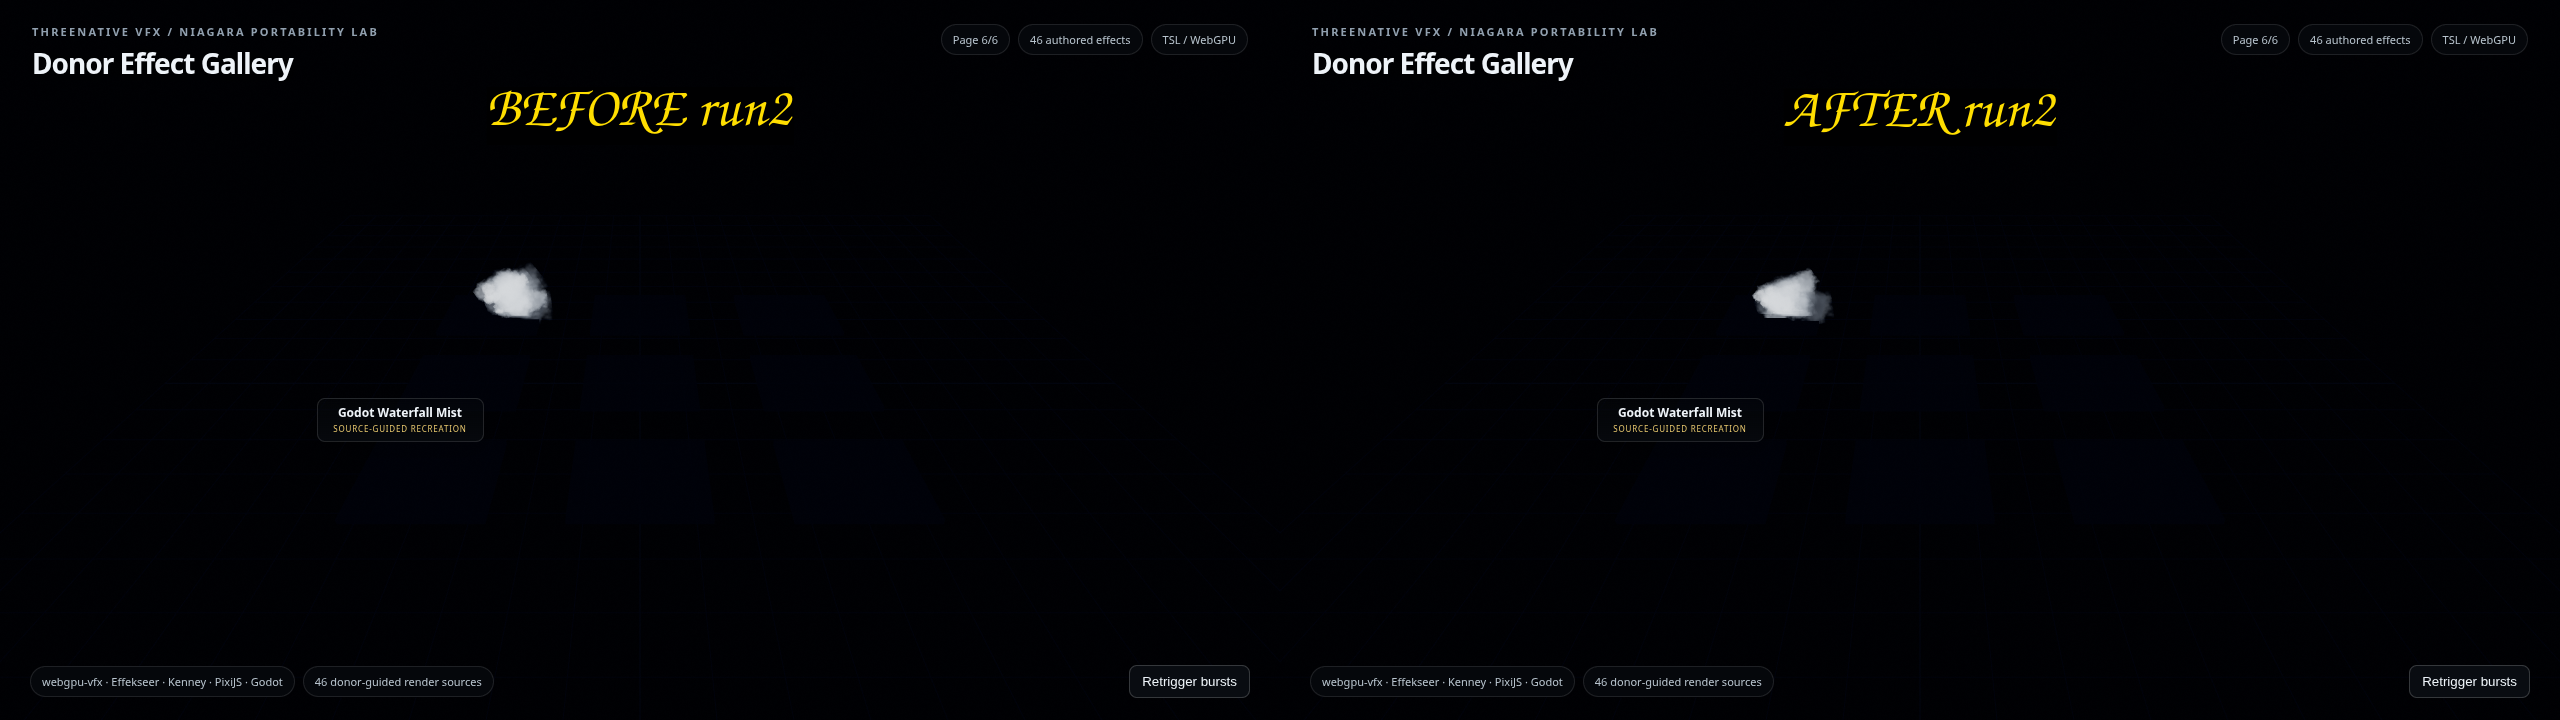 THREENATIVE VFX / NIAGARA PORTABILITY LAB
Donor Effect Gallery
Page 6/6
46 authored effects
TSL / WebGPU
BEFORE run2
Godot Waterfall Mist
SOURCE-GUIDED RECREATION
webgpu-vfx · Effekseer · Kenney · PixiJS · Godot
46 donor-guided render sources
Retrigger bursts
THREENATIVE VFX / NIAGARA PORTABILITY LAB
Donor Effect Gallery
Page 6/6
46 authored effects
TSL / WebGPU
AFTER run2
Godot Waterfall Mist
SOURCE-GUIDED RECREATION
webgpu-vfx · Effekseer · Kenney · PixiJS · Godot
46 donor-guided render sources
Retrigger bursts